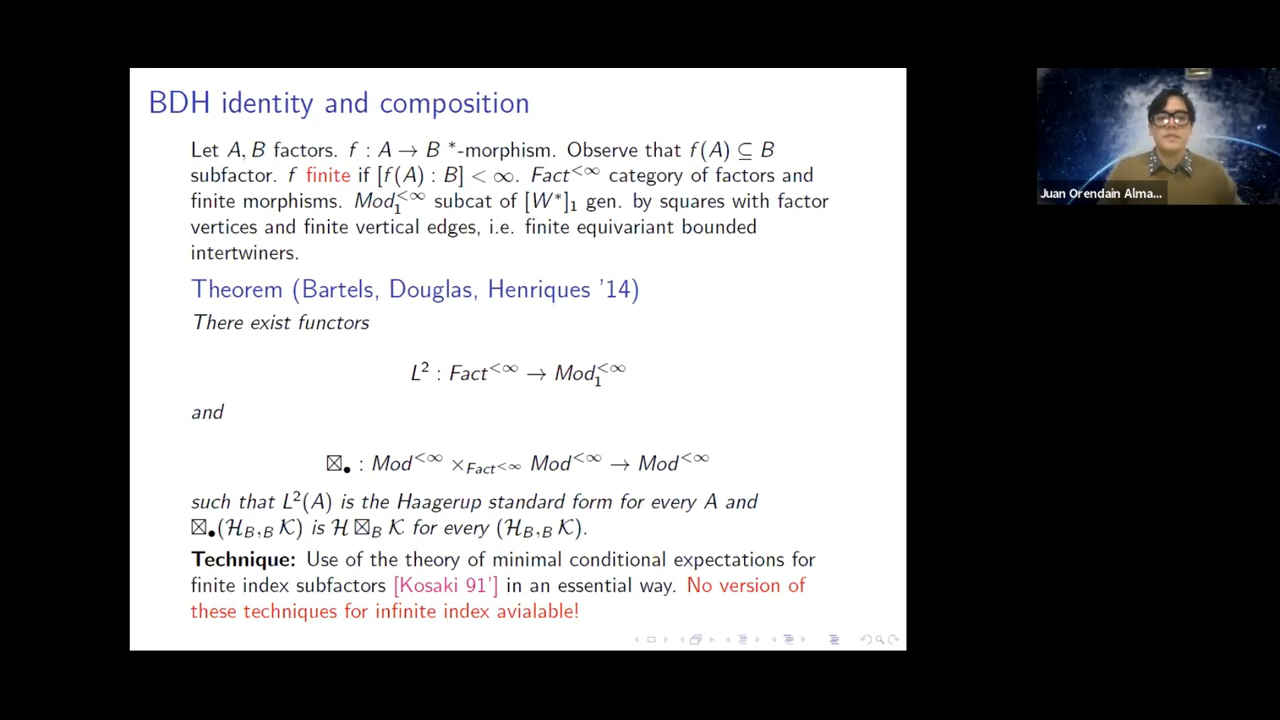 BDH identity and composition
Let A, B factors. f : A → B *-morphism. Observe that f(A) ⊆ B
subfactor. f finite if [f(A) : B] < ∞. Fact^{<∞} category of factors and
finite morphisms. Mod_1^{<∞} subcat of [W*]_1 gen. by squares with factor
vertices and finite vertical edges, i.e. finite equivariant bounded
intertwiners.
Theorem (Bartels, Douglas, Henriques '14)
There exist functors
L² : Fact^{<∞} → Mod_1^{<∞}
and
⊠_• : Mod^{<∞} ×_{Fact^{<∞}} Mod^{<∞} → Mod^{<∞}
such that L²(A) is the Haagerup standard form for every A and
⊠_•(ℋ_B,_B 𝒦) is ℋ ⊠_B 𝒦 for every (ℋ_B,_B 𝒦).
Technique: Use of the theory of minimal conditional expectations for
finite index subfactors [Kosaki 91'] in an essential way. No version of
these techniques for infinite index avialable!
Juan Orendain Alma...